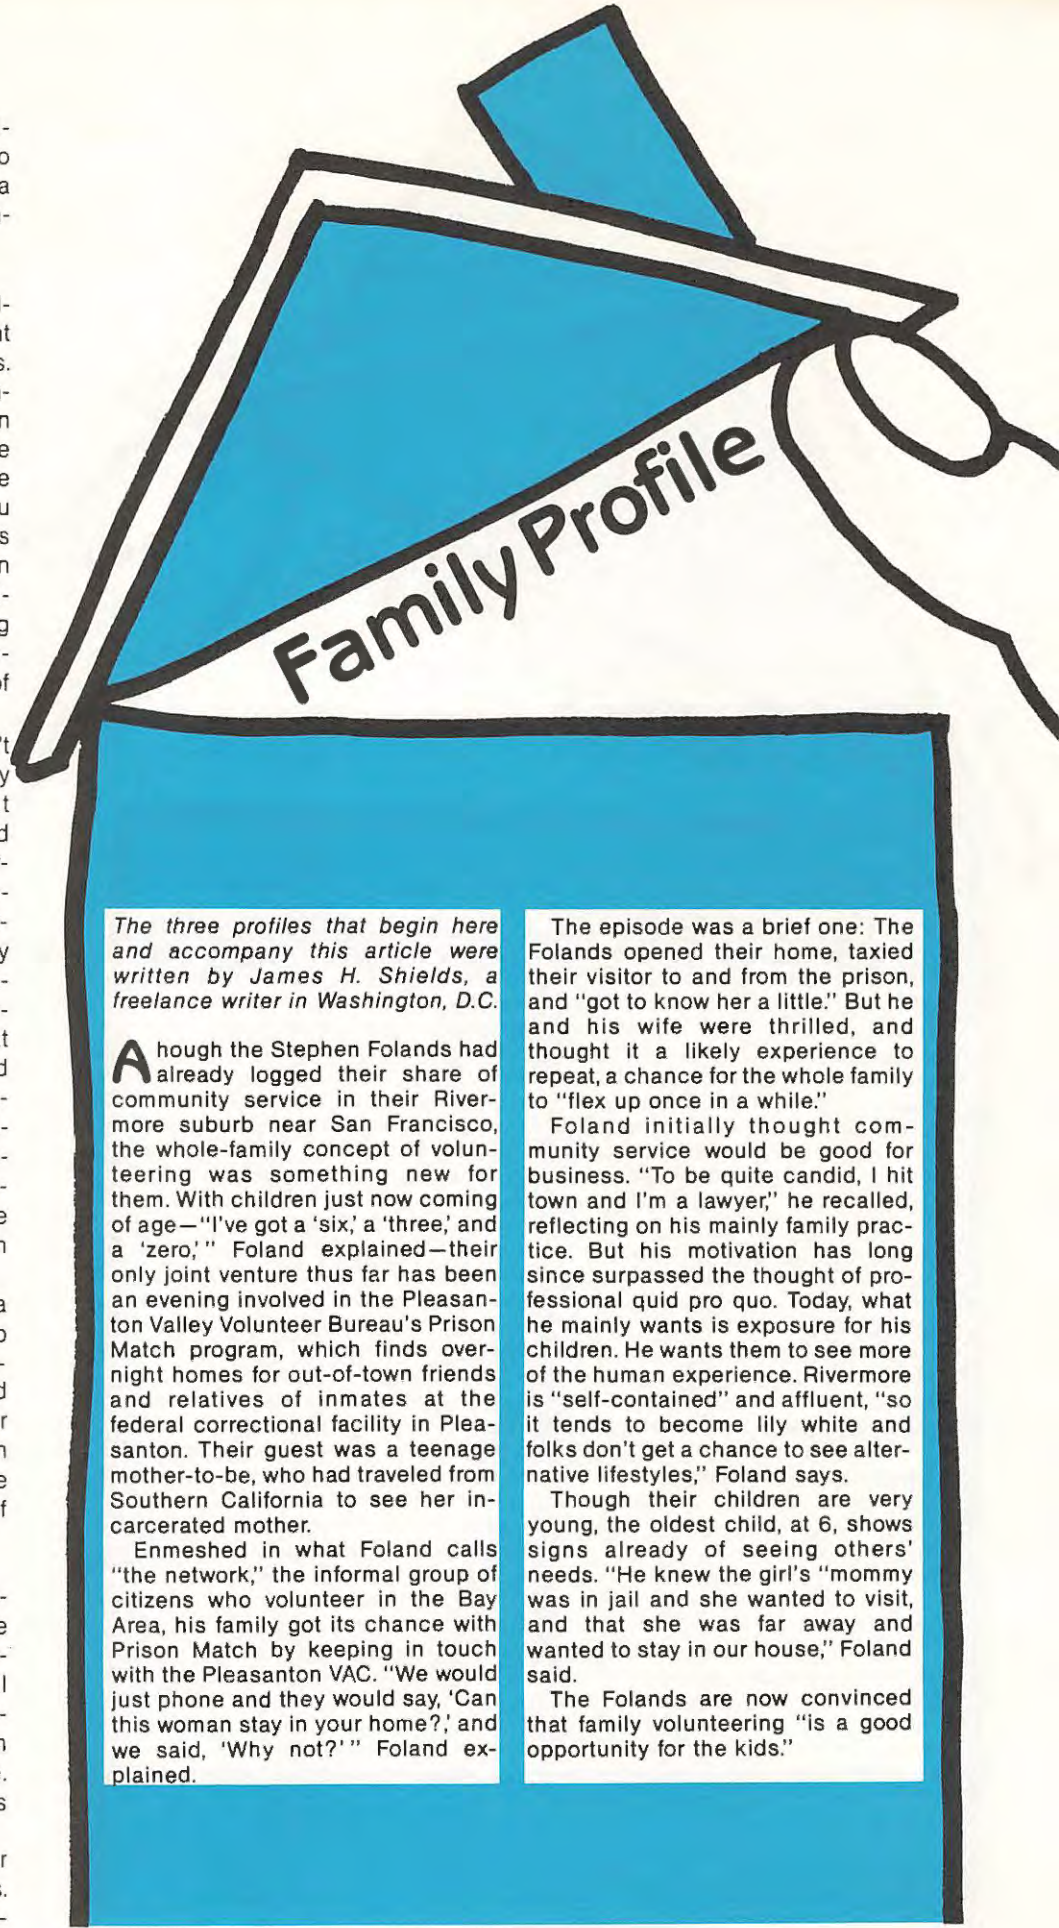 Family Profile
The three profiles that begin here
and accompany this article were
written by James H. Shields, a
freelance writer in Washington, D.C.
A hough the Stephen Folands had
already logged their share of
community service in their River-
more suburb near San Francisco,
the whole-family concept of volun-
teering was something new for
them. With children just now coming
of age—"I've got a 'six,' a 'three,' and
a 'zero,'" Foland explained—their
only joint venture thus far has been
an evening involved in the Pleasan-
ton Valley Volunteer Bureau's Prison
Match program, which finds over-
night homes for out-of-town friends
and relatives of inmates at the
federal correctional facility in Plea-
santon. Their guest was a teenage
mother-to-be, who had traveled from
Southern California to see her in-
carcerated mother.
Enmeshed in what Foland calls
"the network," the informal group of
citizens who volunteer in the Bay
Area, his family got its chance with
Prison Match by keeping in touch
with the Pleasanton VAC. "We would
just phone and they would say, 'Can
this woman stay in your home?,' and
we said, 'Why not?'" Foland ex-
plained.
The episode was a brief one: The
Folands opened their home, taxied
their visitor to and from the prison,
and "got to know her a little." But he
and his wife were thrilled, and
thought it a likely experience to
repeat, a chance for the whole family
to "flex up once in a while."
Foland initially thought com-
munity service would be good for
business. "To be quite candid, I hit
town and I'm a lawyer," he recalled,
reflecting on his mainly family prac-
tice. But his motivation has long
since surpassed the thought of pro-
fessional quid pro quo. Today, what
he mainly wants is exposure for his
children. He wants them to see more
of the human experience. Rivermore
is "self-contained" and affluent, "so
it tends to become lily white and
folks don't get a chance to see alter-
native lifestyles," Foland says.
Though their children are very
young, the oldest child, at 6, shows
signs already of seeing others'
needs. "He knew the girl's "mommy
was in jail and she wanted to visit,
and that she was far away and
wanted to stay in our house," Foland
said.
The Folands are now convinced
that family volunteering "is a good
opportunity for the kids."